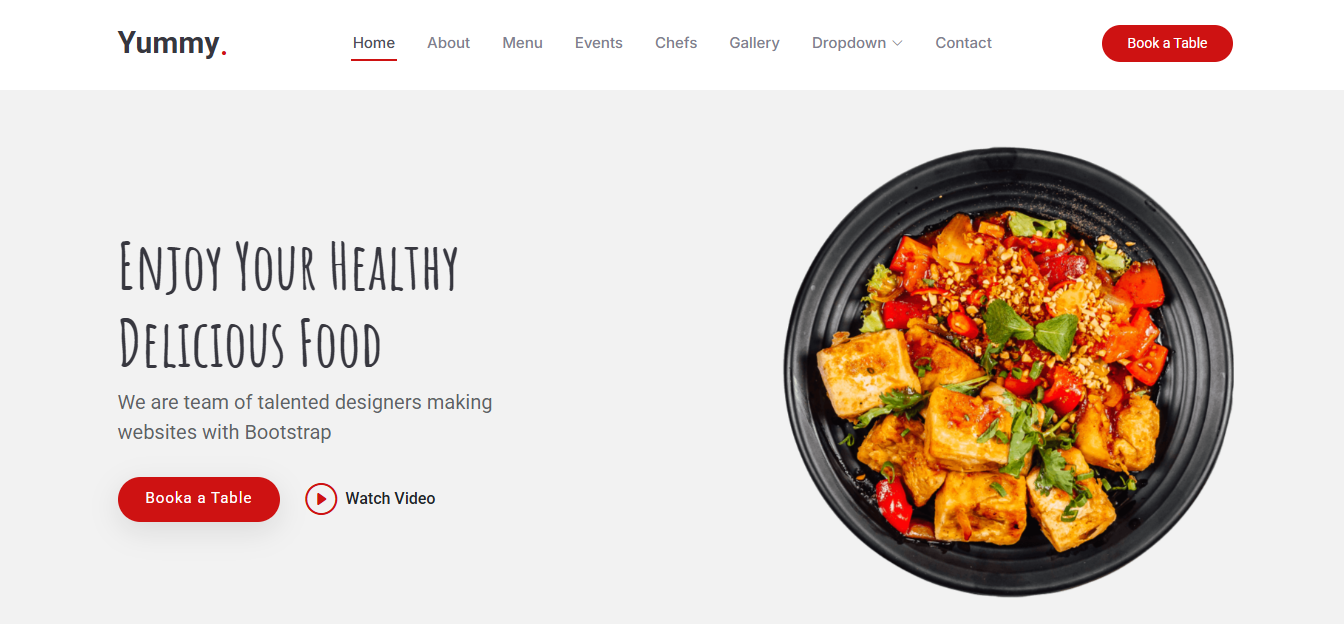 Yummy. Home About Menu Events Chefs Gallery Dropdown Contact Book a Table
Enjoy Your Healthy
Delicious Food
We are team of talented designers making
websites with Bootstrap
Booka a Table Watch Video